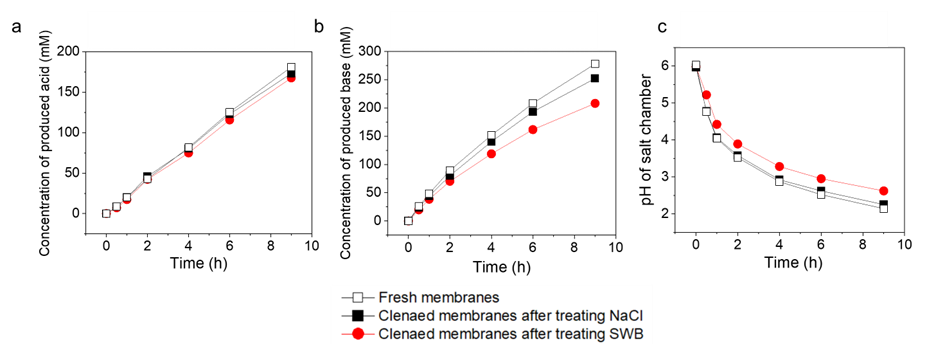 a
Concentration of produced acid (mM)
200
150
100
50
0
0 2 4 6 8 10
Time (h)
b
Concentration of produced base (mM)
300
250
200
150
100
50
0
0 2 4 6 8 10
Time (h)
c
pH of salt chamber
6
5
4
3
2
0 2 4 6 8 10
Time (h)
Fresh membranes
Clenaed membranes after treating NaCl
Clenaed membranes after treating SWB